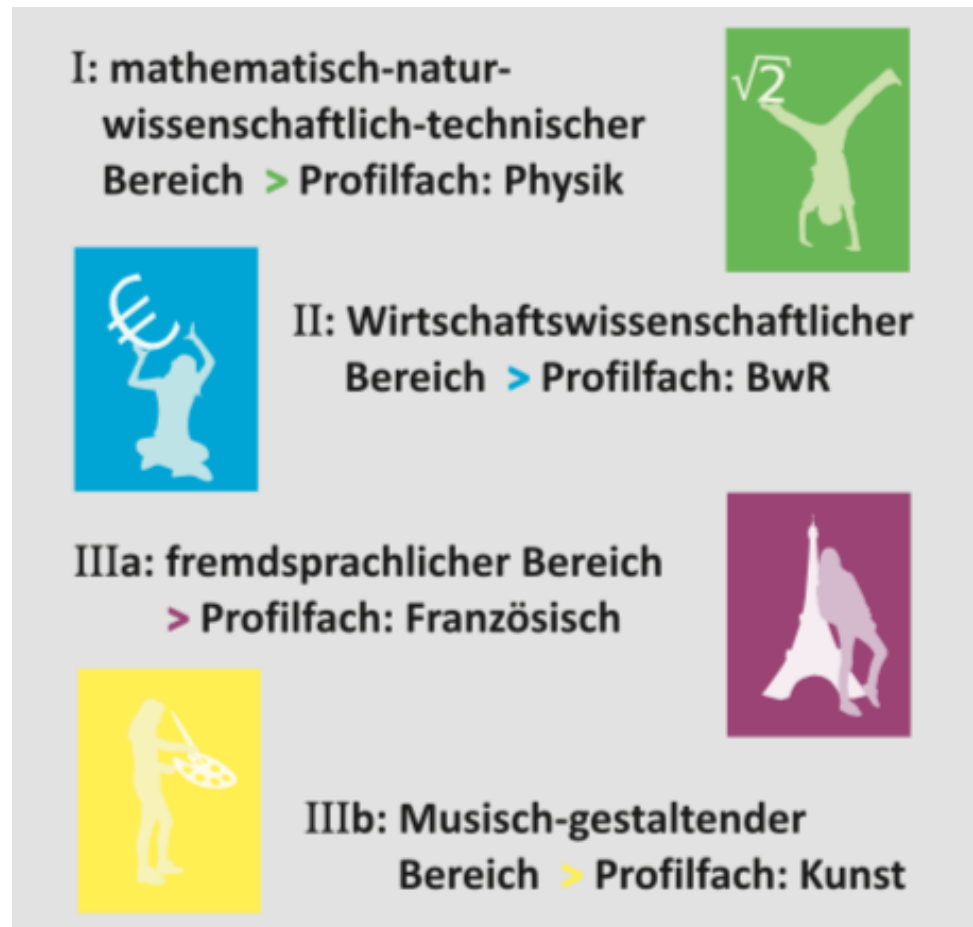 I: mathematisch-natur-
wissenschaftlich-technischer
Bereich > Profilfach: Physik
√2
€
II: Wirtschaftswissenschaftlicher
Bereich > Profilfach: BwR
IIIa: fremdsprachlicher Bereich
> Profilfach: Französisch
IIIb: Musisch-gestaltender
Bereich > Profilfach: Kunst